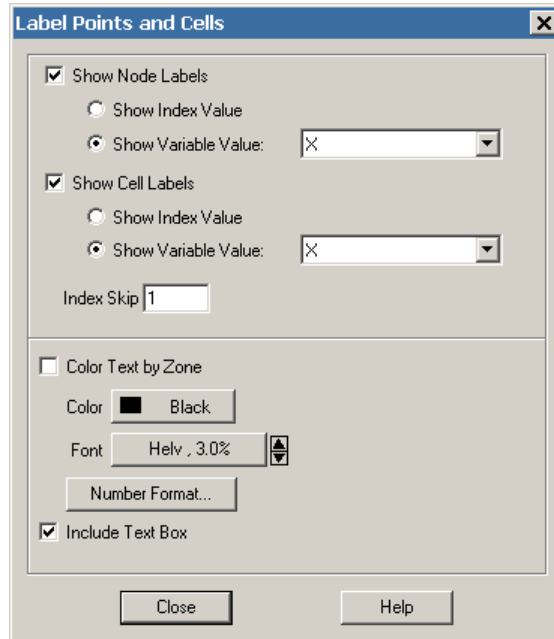 Label Points and Cells
Show Node Labels
Show Index Value
Show Variable Value: X
Show Cell Labels
Show Index Value
Show Variable Value: X
Index Skip 1
Color Text by Zone
Color Black
Font Helv , 3.0%
Number Format...
Include Text Box
Close Help